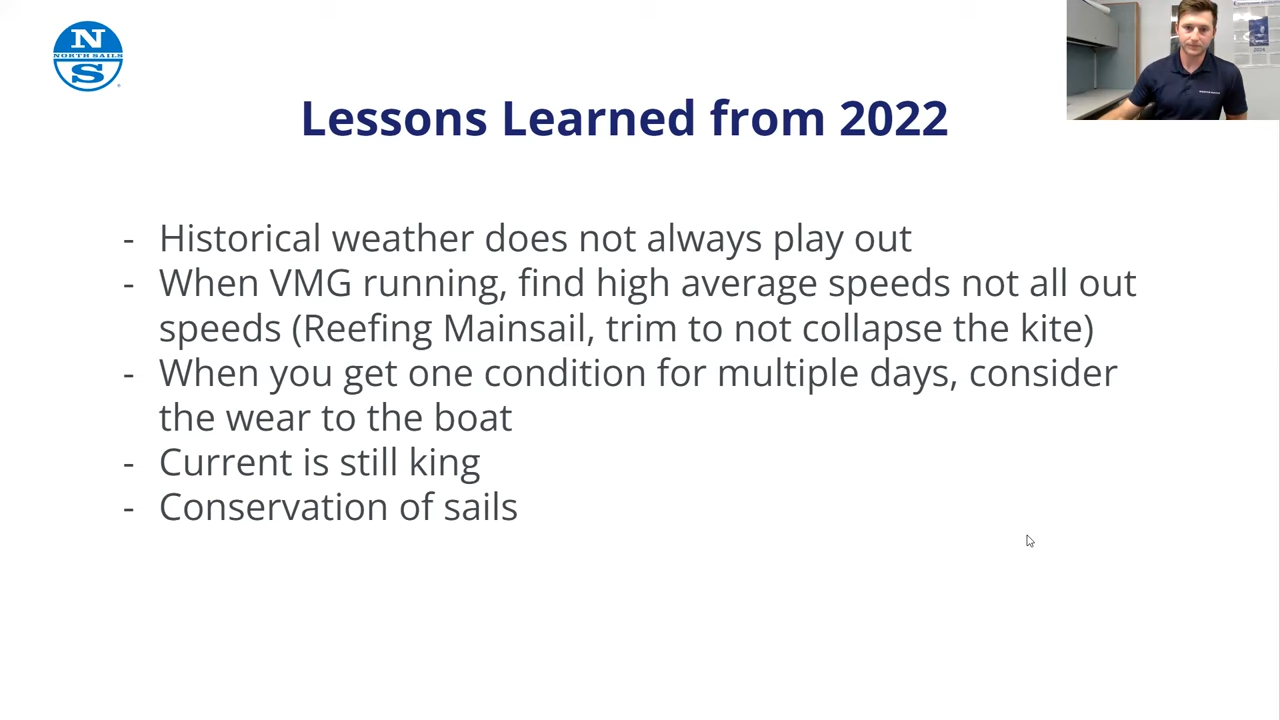 N
NORTH SAILS
S
Lessons Learned from 2022
- Historical weather does not always play out
- When VMG running, find high average speeds not all out
speeds (Reefing Mainsail, trim to not collapse the kite)
- When you get one condition for multiple days, consider
the wear to the boat
- Current is still king
- Conservation of sails